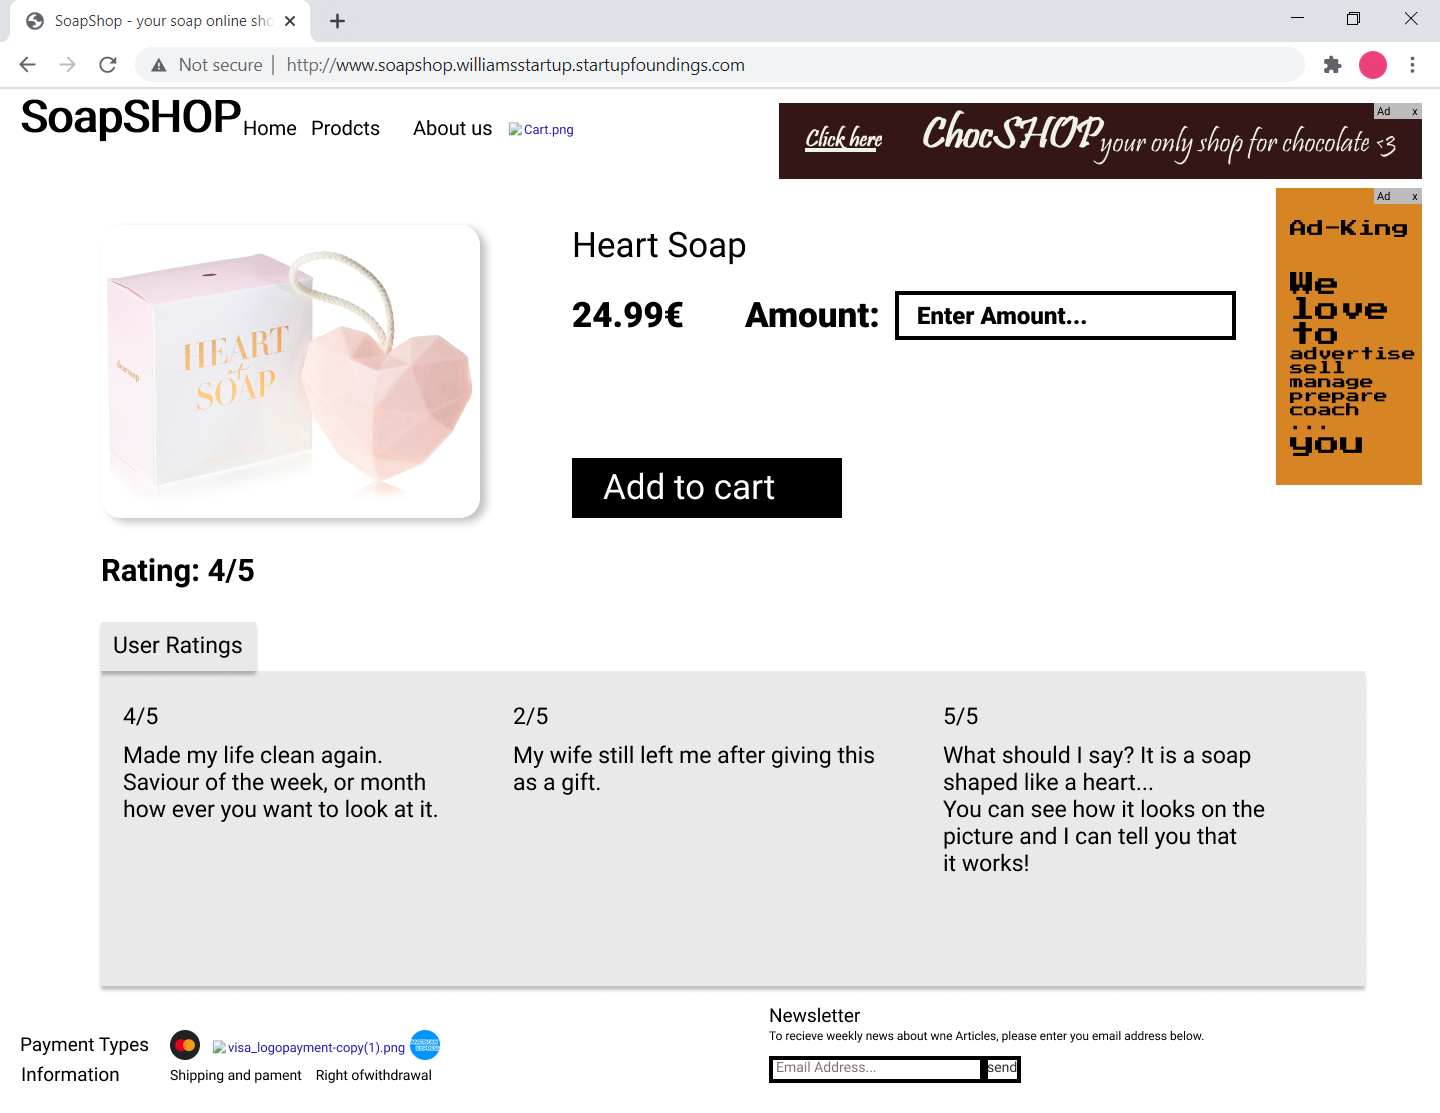 SoapShop - your soap online sho
Not secure | http://www.soapshop.williamsstartup.startupfoundings.com
SoapSHOP
Home Prodcts About us Cart.png
Ad x
Click here ChocSHOP your only shop for chocolate <3
Ad x
Ad-King
We
love
to
advertise
sell
manage
prepare
coach
...
you
HEART
of
SOAP
Heart Soap
24.99€ Amount: Enter Amount...
Add to cart
Rating: 4/5
User Ratings
4/5
Made my life clean again.
Saviour of the week, or month
how ever you want to look at it.
2/5
My wife still left me after giving this
as a gift.
5/5
What should I say? It is a soap
shaped like a heart...
You can see how it looks on the
picture and I can tell you that
it works!
Payment Types visa_logopayment-copy(1).png AMERICAN EXPRESS
Information Shipping and pament Right ofwithdrawal
Newsletter
To recieve weekly news about wne Articles, please enter you email address below.
Email Address... send